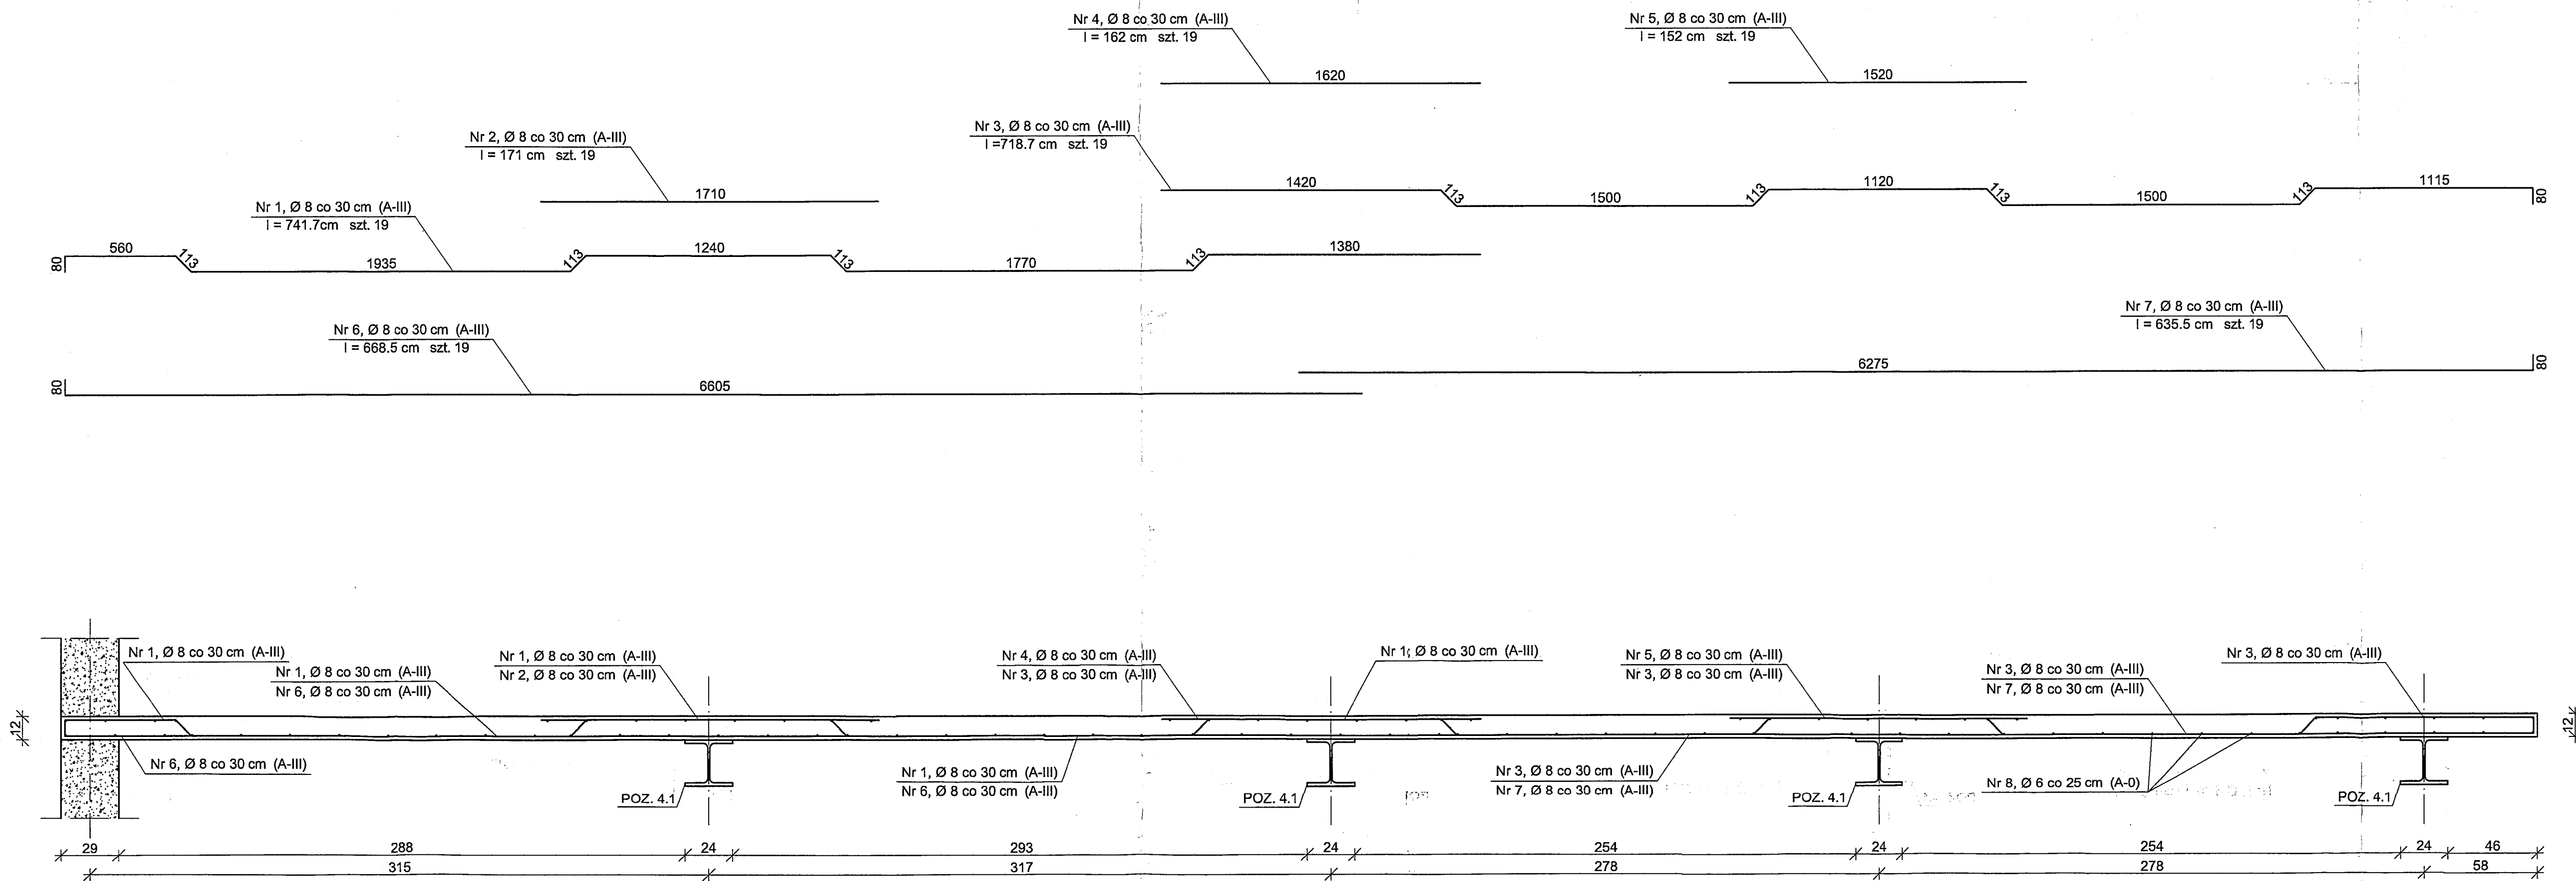 Nr 4, Ø 8 co 30 cm (A-III)
l = 162 cm szt. 19
1620
Nr 5, Ø 8 co 30 cm (A-III)
l = 152 cm szt. 19
1520
Nr 2, Ø 8 co 30 cm (A-III)
l = 171 cm szt. 19
1710
Nr 3, Ø 8 co 30 cm (A-III)
l =718.7 cm szt. 19
1420
113
1500
113
1120
113
1500
113
1115
80
Nr 1, Ø 8 co 30 cm (A-III)
l = 741.7cm szt. 19
80
560
113
1935
113
1240
113
1770
113
1380
Nr 6, Ø 8 co 30 cm (A-III)
l = 668.5 cm szt. 19
80
6605
Nr 7, Ø 8 co 30 cm (A-III)
l = 635.5 cm szt. 19
6275
80
Nr 1, Ø 8 co 30 cm (A-III)
Nr 1, Ø 8 co 30 cm (A-III)
Nr 6, Ø 8 co 30 cm (A-III)
Nr 1, Ø 8 co 30 cm (A-III)
Nr 2, Ø 8 co 30 cm (A-III)
Nr 4, Ø 8 co 30 cm (A-III)
Nr 3, Ø 8 co 30 cm (A-III)
Nr 1, Ø 8 co 30 cm (A-III)
Nr 5, Ø 8 co 30 cm (A-III)
Nr 3, Ø 8 co 30 cm (A-III)
Nr 3, Ø 8 co 30 cm (A-III)
Nr 7, Ø 8 co 30 cm (A-III)
Nr 3, Ø 8 co 30 cm (A-III)
12
12
Nr 6, Ø 8 co 30 cm (A-III)
POZ. 4.1
Nr 1, Ø 8 co 30 cm (A-III)
Nr 6, Ø 8 co 30 cm (A-III)
POZ. 4.1
Nr 3, Ø 8 co 30 cm (A-III)
Nr 7, Ø 8 co 30 cm (A-III)
POZ. 4.1
Nr 8, Ø 6 co 25 cm (A-0)
POZ. 4.1
29 288 24 293 24 254 24 254 24 46
315 317 278 278 58